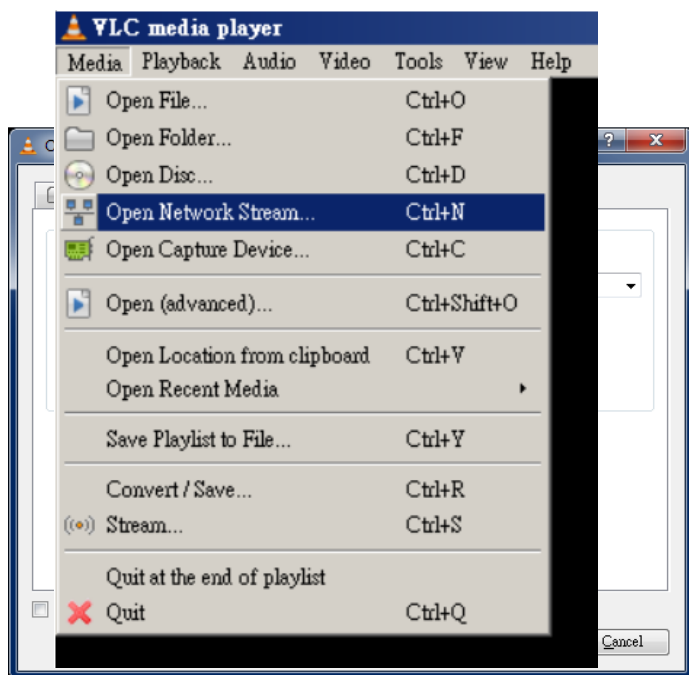 VLC media player
Media Playback Audio Video Tools View Help
Open File... Ctrl+O
Open Folder... Ctrl+F
Open Disc... Ctrl+D
Open Network Stream... Ctrl+N
Open Capture Device... Ctrl+C
Open (advanced)... Ctrl+Shift+O
Open Location from clipboard Ctrl+V
Open Recent Media
Save Playlist to File... Ctrl+Y
Convert / Save... Ctrl+R
Stream... Ctrl+S
Quit at the end of playlist
Quit Ctrl+Q
Cancel